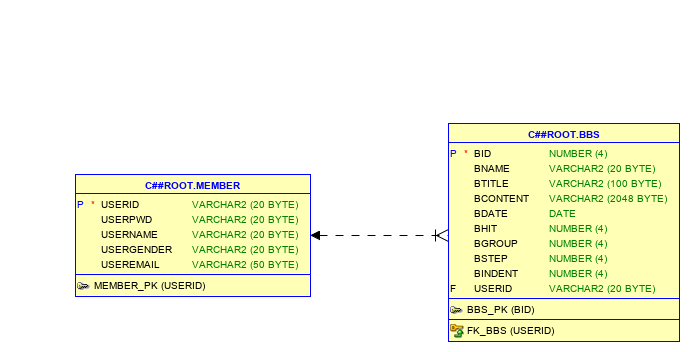 C##ROOT.MEMBER
P * USERID VARCHAR2 (20 BYTE)
USERPWD VARCHAR2 (20 BYTE)
USERNAME VARCHAR2 (20 BYTE)
USERGENDER VARCHAR2 (20 BYTE)
USEREMAIL VARCHAR2 (50 BYTE)
MEMBER_PK (USERID)
C##ROOT.BBS
P * BID NUMBER (4)
BNAME VARCHAR2 (20 BYTE)
BTITLE VARCHAR2 (100 BYTE)
BCONTENT VARCHAR2 (2048 BYTE)
BDATE DATE
BHIT NUMBER (4)
BGROUP NUMBER (4)
BSTEP NUMBER (4)
BINDENT NUMBER (4)
F USERID VARCHAR2 (20 BYTE)
BBS_PK (BID)
FK_BBS (USERID)